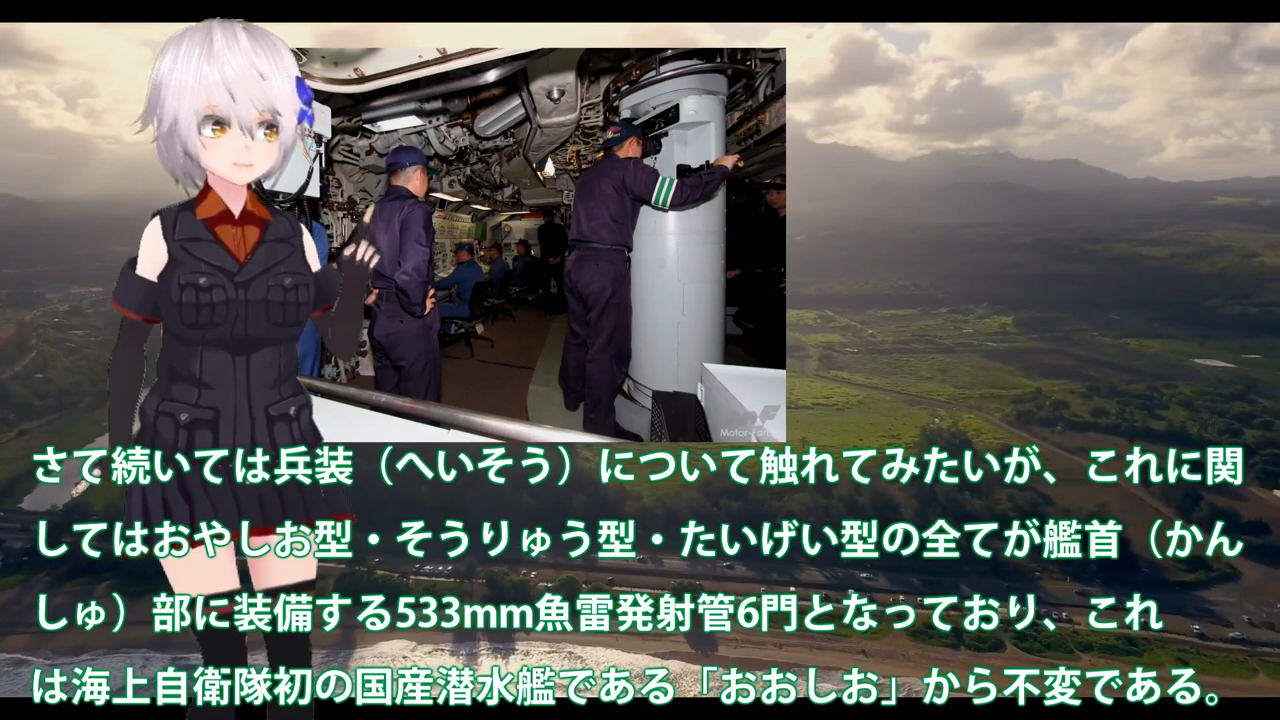 Motor-Fan
さて続いては兵装（へいそう）について触れてみたいが、これに関
してはおやしお型・そうりゅう型・たいげい型の全てが艦首（かん
しゅ）部に装備する533mm魚雷発射管6門となっており、これ
は海上自衛隊初の国産潜水艦である「おおしお」から不変である。